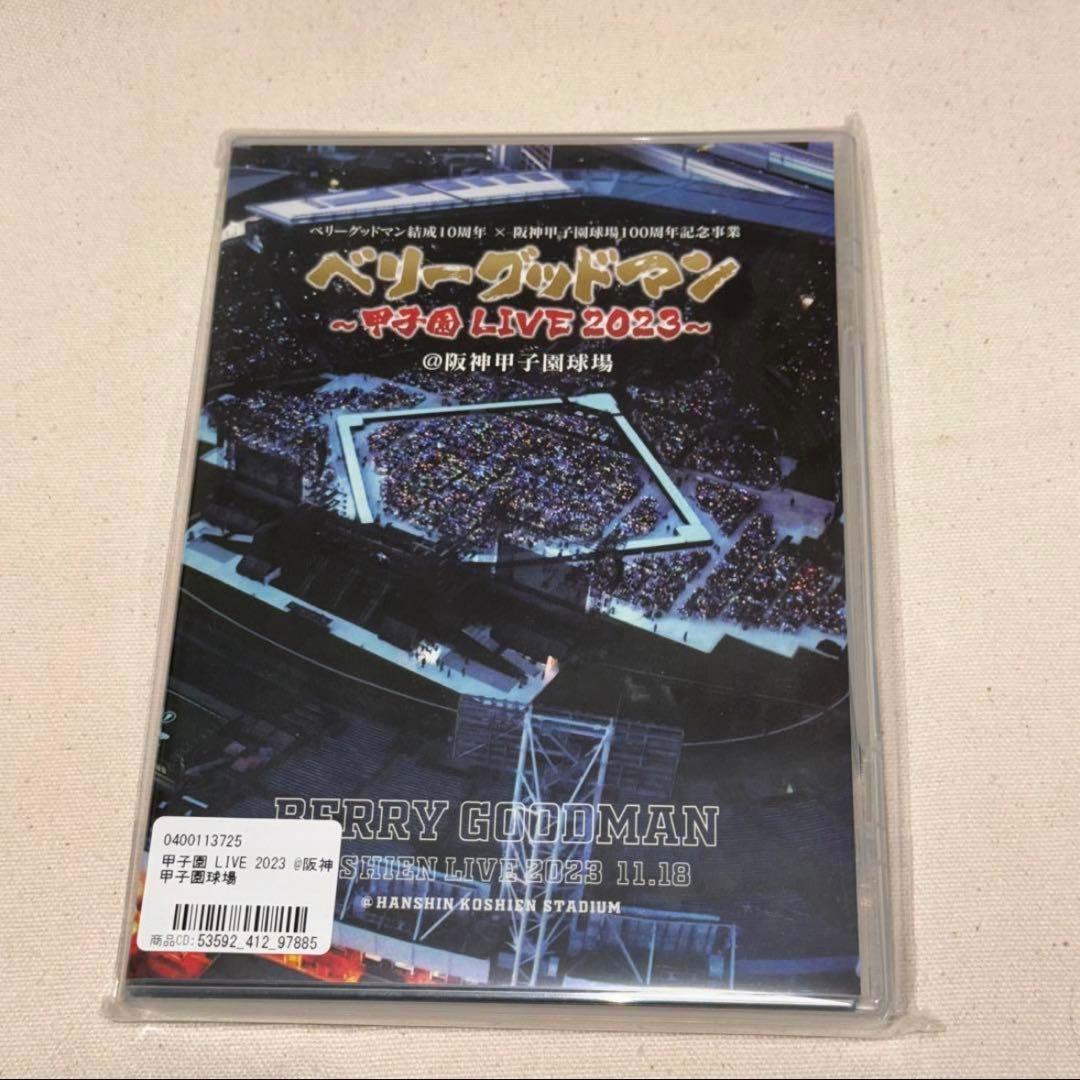 ベリーグッドマン結成10周年 × 阪神甲子園球場100周年記念事業
ベリーグッドマン
~甲子園 LIVE 2023~
@阪神甲子園球場
BERRY GOODMAN
SHIEN LIVE 2023 11.18
@ HANSHIN KOSHIEN STADIUM
0400113725
甲子園 LIVE 2023 @阪神
甲子園球場
商品CD: 53592_412_97885